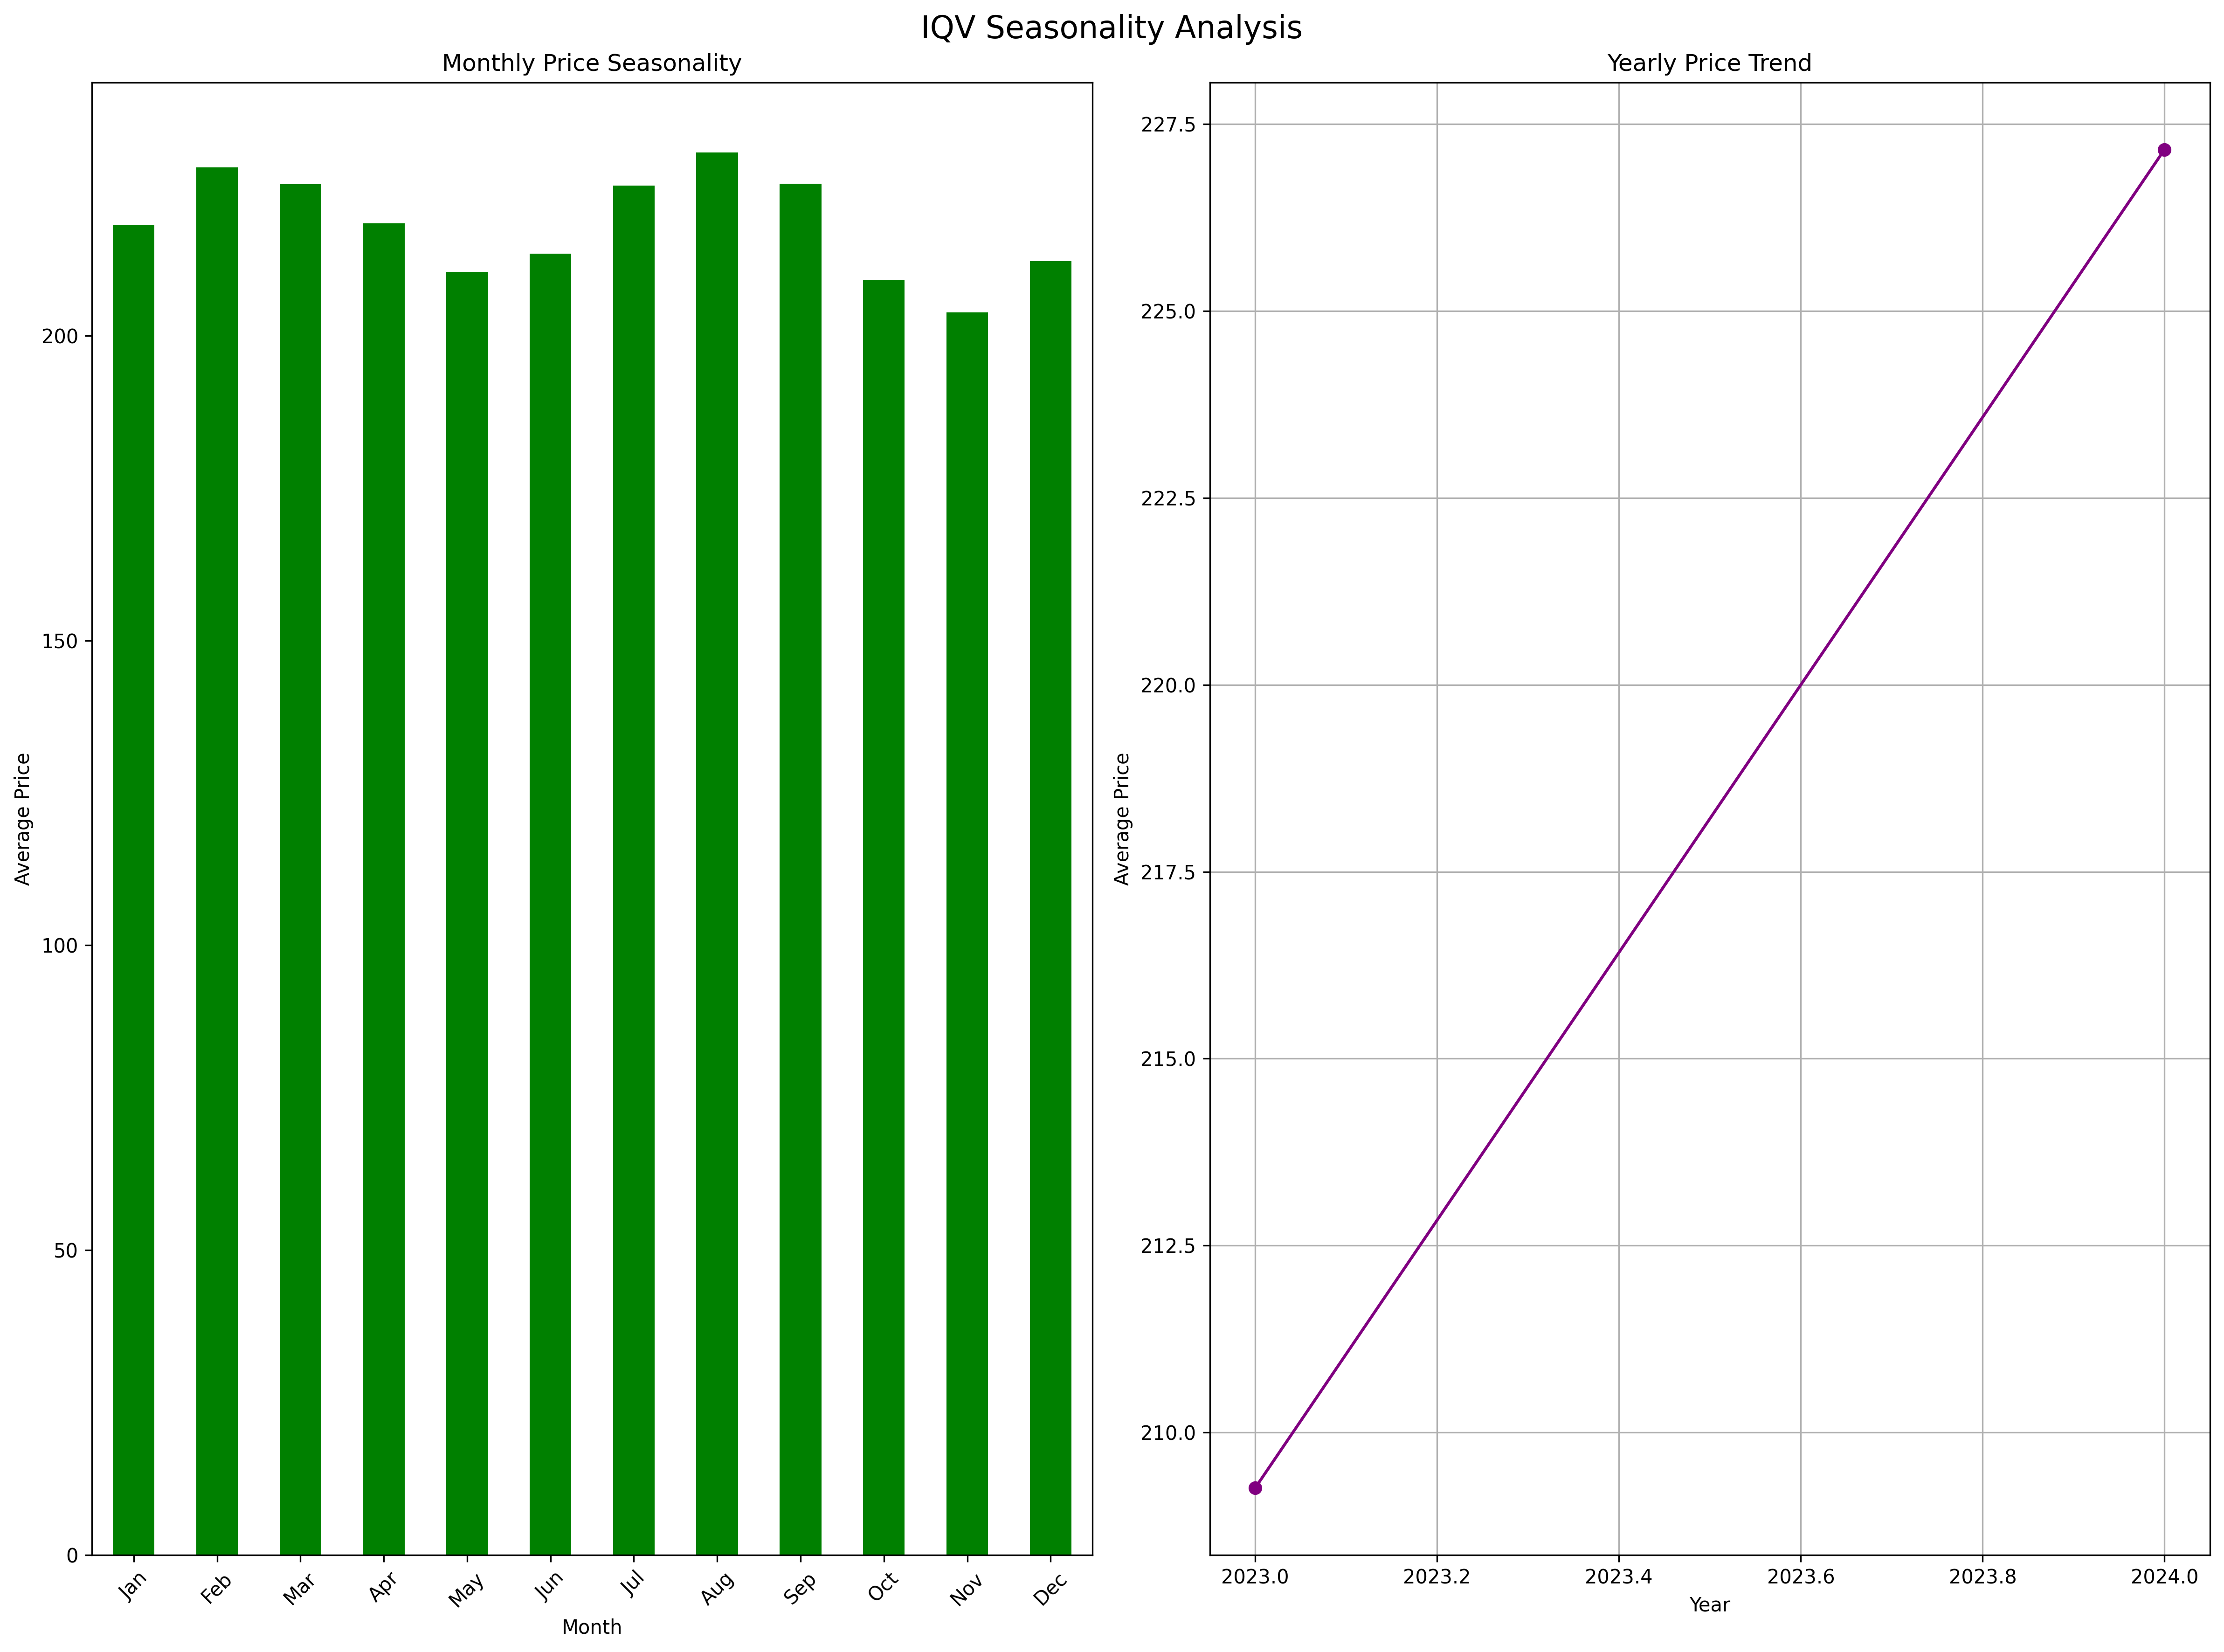 IQV Seasonality Analysis
Monthly Price Seasonality
Average Price
200
150
100
50
0
Jan Feb Mar Apr May Jun Jul Aug Sep Oct Nov Dec
Month
Yearly Price Trend
Average Price
227.5
225.0
222.5
220.0
217.5
215.0
212.5
210.0
2023.0 2023.2 2023.4 2023.6 2023.8 2024.0
Year